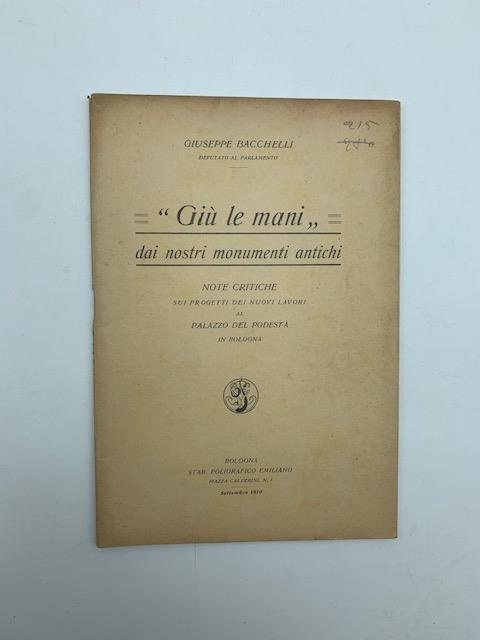 215
GIUSEPPE BACCHELLI
DEPUTATO AL PARLAMENTO
“ Giù le mani „
dai nostri monumenti antichi
NOTE CRITICHE
SUI PROGETTI DEI NUOVI LAVORI
AL
PALAZZO DEL PODESTÀ
IN BOLOGNA
BOLOGNA
STAB. POLIGRAFICO EMILIANO
PIAZZA CALDERINI, N.
Settembre 1910